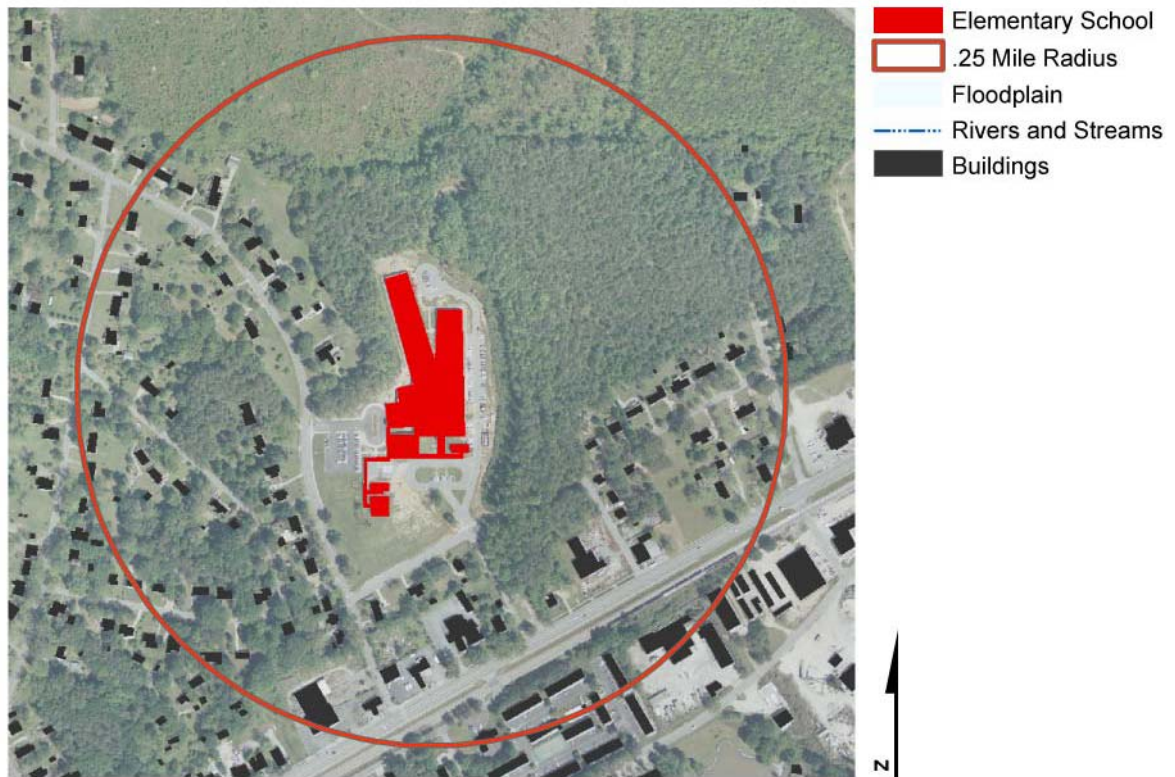 Elementary School
.25 Mile Radius
Floodplain
Rivers and Streams
Buildings
N